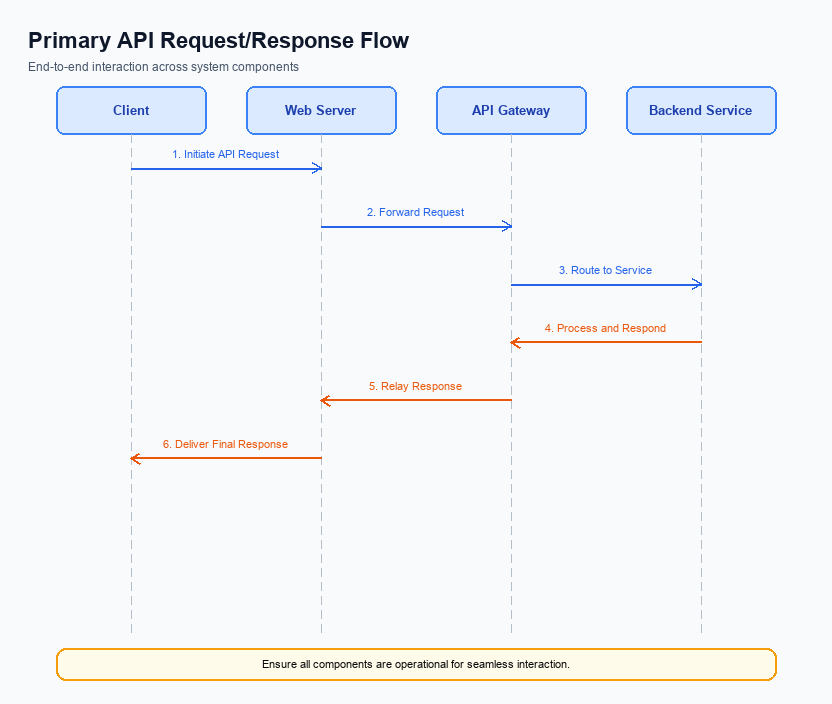 Primary API Request/Response Flow
End-to-end interaction across system components
Client
Web Server
API Gateway
Backend Service
1. Initiate API Request
2. Forward Request
3. Route to Service
4. Process and Respond
5. Relay Response
6. Deliver Final Response
Ensure all components are operational for seamless interaction.